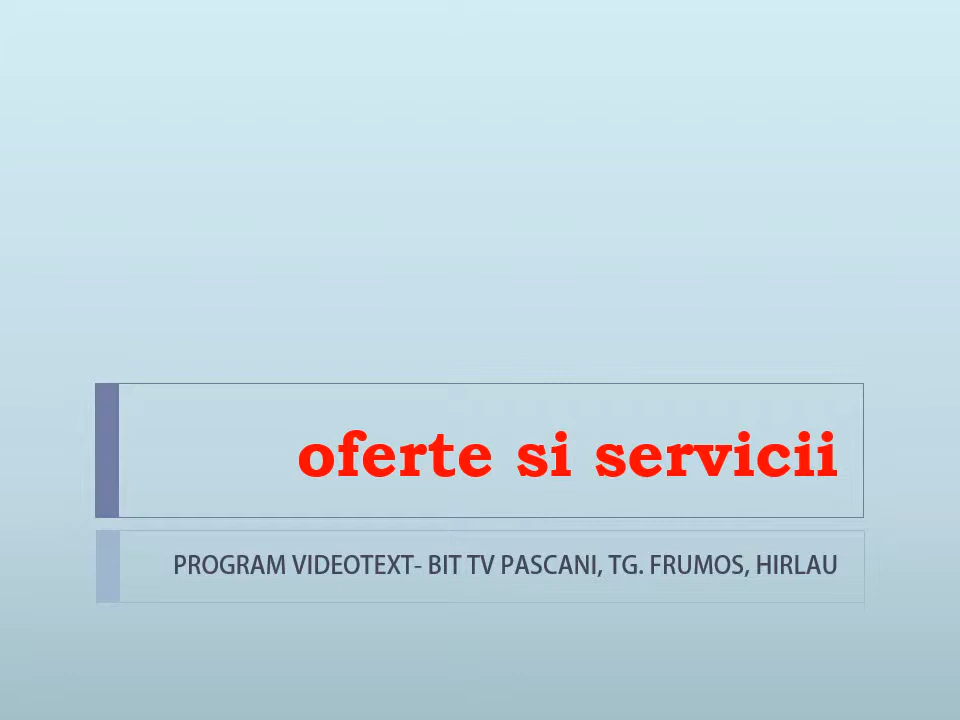 oferte si servicii
PROGRAM VIDEOTEXT- BIT TV PASCANI, TG. FRUMOS, HIRLAU